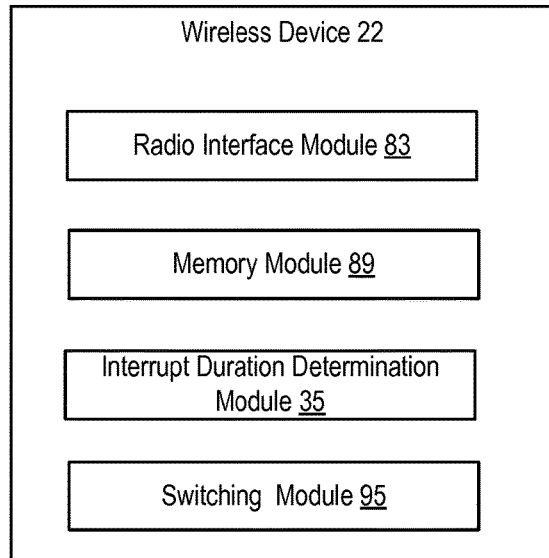 Wireless Device 22
Radio Interface Module 83
Memory Module 89
Interrupt Duration Determination
Module 35
Switching Module 95